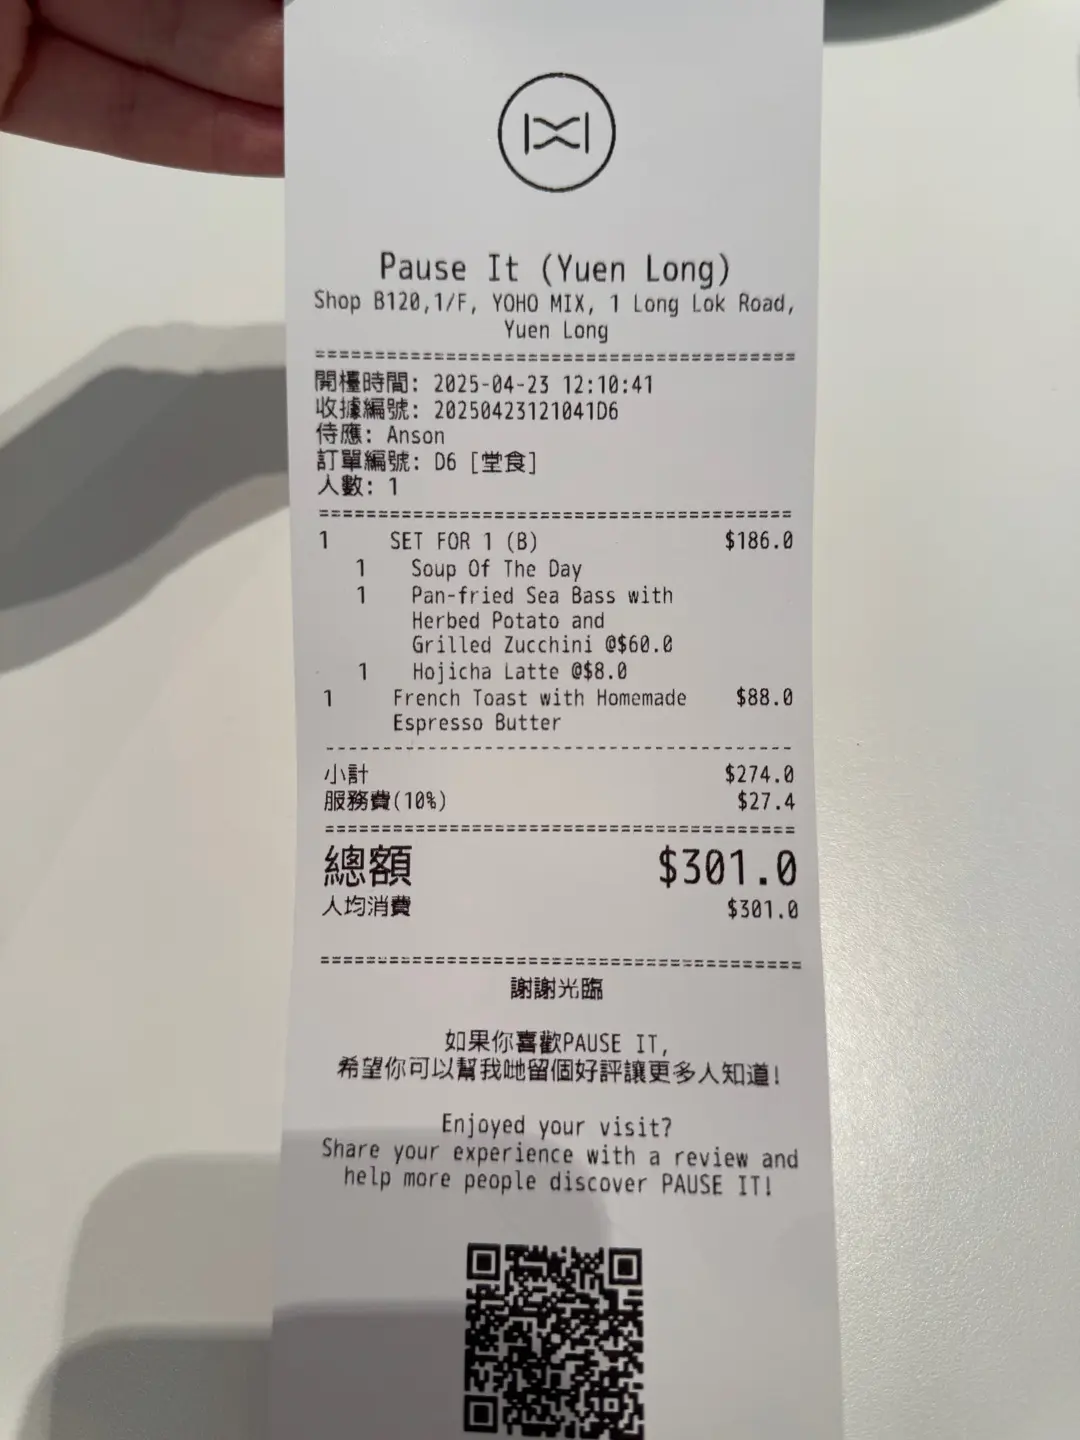 Pause It (Yuen Long)
Shop B120,1/F, YOHO MIX, 1 Long Lok Road,
Yuen Long
================================================
開檯時間: 2025-04-23 12:10:41
收據編號: 20250423121041D6
侍應: Anson
訂單編號: D6 [堂食]
人數: 1
================================================
1 SET FOR 1 (B) $186.0
1 Soup Of The Day
1 Pan-fried Sea Bass with
Herbed Potato and
Grilled Zucchini @$60.0
1 Hojicha Latte @$8.0
1 French Toast with Homemade $88.0
Espresso Butter
------------------------------------------------
小計 $274.0
服務費(10%) $27.4
================================================
總額 $301.0
人均消費 $301.0
================================================
謝謝光臨
如果你喜歡PAUSE IT,
希望你可以幫我哋留個好評讓更多人知道!
Enjoyed your visit?
Share your experience with a review and
help more people discover PAUSE IT!